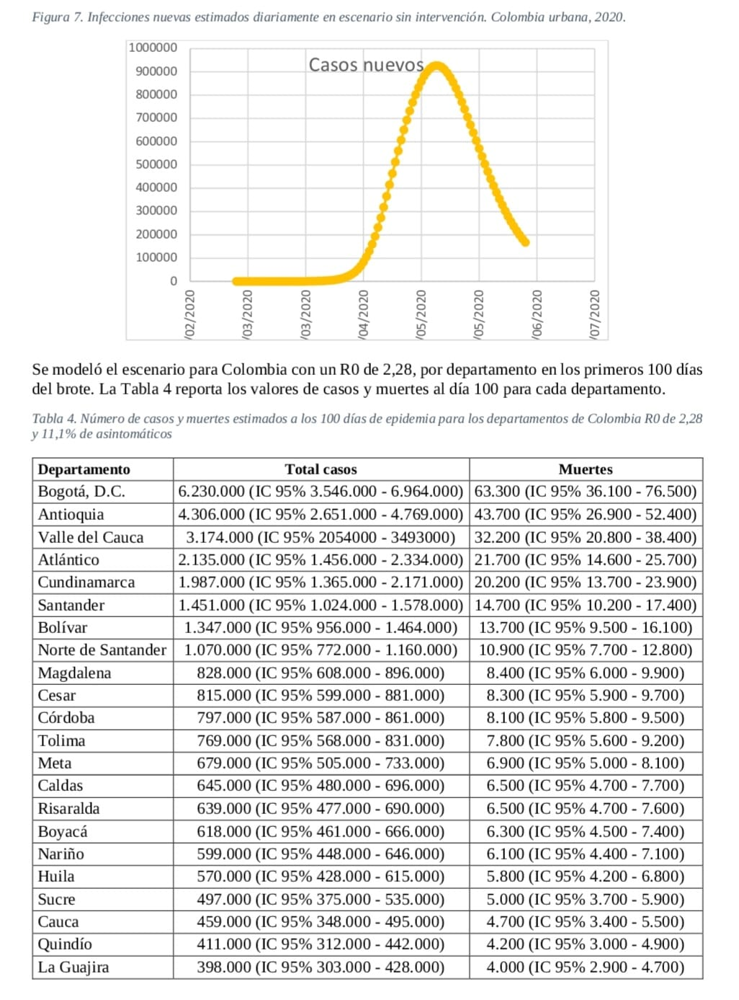 Figura 7. Infecciones nuevas estimados diariamente en escenario sin intervención. Colombia urbana, 2020.
Casos nuevos
1000000
900000
800000
700000
600000
500000
400000
300000
200000
100000
0
/02/2020
/03/2020
/03/2020
/04/2020
/05/2020
/05/2020
/06/2020
/07/2020
Se modeló el escenario para Colombia con un R0 de 2,28, por departamento en los primeros 100 días
del brote. La Tabla 4 reporta los valores de casos y muertes al día 100 para cada departamento.
Tabla 4. Número de casos y muertes estimados a los 100 días de epidemia para los departamentos de Colombia R0 de 2,28
y 11,1% de asintomáticos
Departamento Total casos Muertes
Bogotá, D.C. 6.230.000 (IC 95% 3.546.000 - 6.964.000) 63.300 (IC 95% 36.100 - 76.500)
Antioquia 4.306.000 (IC 95% 2.651.000 - 4.769.000) 43.700 (IC 95% 26.900 - 52.400)
Valle del Cauca 3.174.000 (IC 95% 2054000 - 3493000) 32.200 (IC 95% 20.800 - 38.400)
Atlántico 2.135.000 (IC 95% 1.456.000 - 2.334.000) 21.700 (IC 95% 14.600 - 25.700)
Cundinamarca 1.987.000 (IC 95% 1.365.000 - 2.171.000) 20.200 (IC 95% 13.700 - 23.900)
Santander 1.451.000 (IC 95% 1.024.000 - 1.578.000) 14.700 (IC 95% 10.200 - 17.400)
Bolívar 1.347.000 (IC 95% 956.000 - 1.464.000) 13.700 (IC 95% 9.500 - 16.100)
Norte de Santander 1.070.000 (IC 95% 772.000 - 1.160.000) 10.900 (IC 95% 7.700 - 12.800)
Magdalena 828.000 (IC 95% 608.000 - 896.000) 8.400 (IC 95% 6.000 - 9.900)
Cesar 815.000 (IC 95% 599.000 - 881.000) 8.300 (IC 95% 5.900 - 9.700)
Córdoba 797.000 (IC 95% 587.000 - 861.000) 8.100 (IC 95% 5.800 - 9.500)
Tolima 769.000 (IC 95% 568.000 - 831.000) 7.800 (IC 95% 5.600 - 9.200)
Meta 679.000 (IC 95% 505.000 - 733.000) 6.900 (IC 95% 5.000 - 8.100)
Caldas 645.000 (IC 95% 480.000 - 696.000) 6.500 (IC 95% 4.700 - 7.700)
Risaralda 639.000 (IC 95% 477.000 - 690.000) 6.500 (IC 95% 4.700 - 7.600)
Boyacá 618.000 (IC 95% 461.000 - 666.000) 6.300 (IC 95% 4.500 - 7.400)
Nariño 599.000 (IC 95% 448.000 - 646.000) 6.100 (IC 95% 4.400 - 7.100)
Huila 570.000 (IC 95% 428.000 - 615.000) 5.800 (IC 95% 4.200 - 6.800)
Sucre 497.000 (IC 95% 375.000 - 535.000) 5.000 (IC 95% 3.700 - 5.900)
Cauca 459.000 (IC 95% 348.000 - 495.000) 4.700 (IC 95% 3.400 - 5.500)
Quindío 411.000 (IC 95% 312.000 - 442.000) 4.200 (IC 95% 3.000 - 4.900)
La Guajira 398.000 (IC 95% 303.000 - 428.000) 4.000 (IC 95% 2.900 - 4.700)